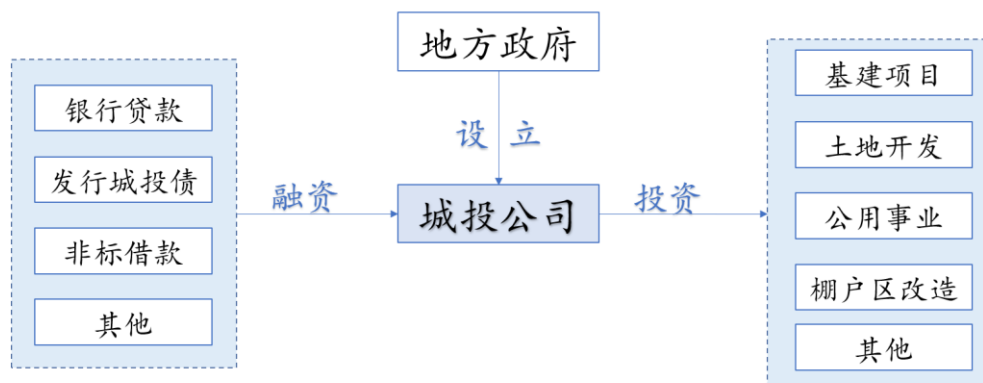 地方政府
银行贷款
发行城投债
非标借款
其他
融资
设 立
城投公司
投资
基建项目
土地开发
公用事业
棚户区改造
其他